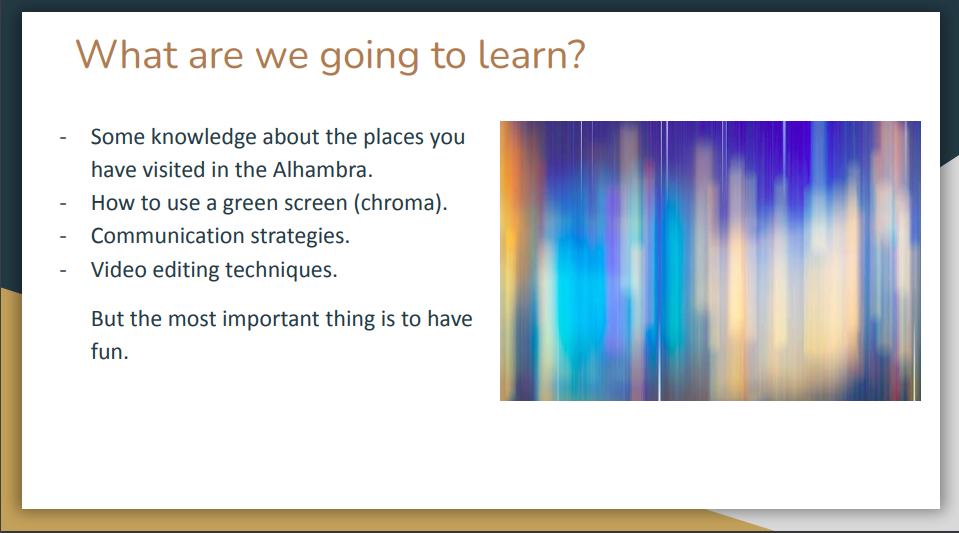 What are we going to learn?
- Some knowledge about the places you
have visited in the Alhambra.
- How to use a green screen (chroma).
- Communication strategies.
- Video editing techniques.
But the most important thing is to have
fun.